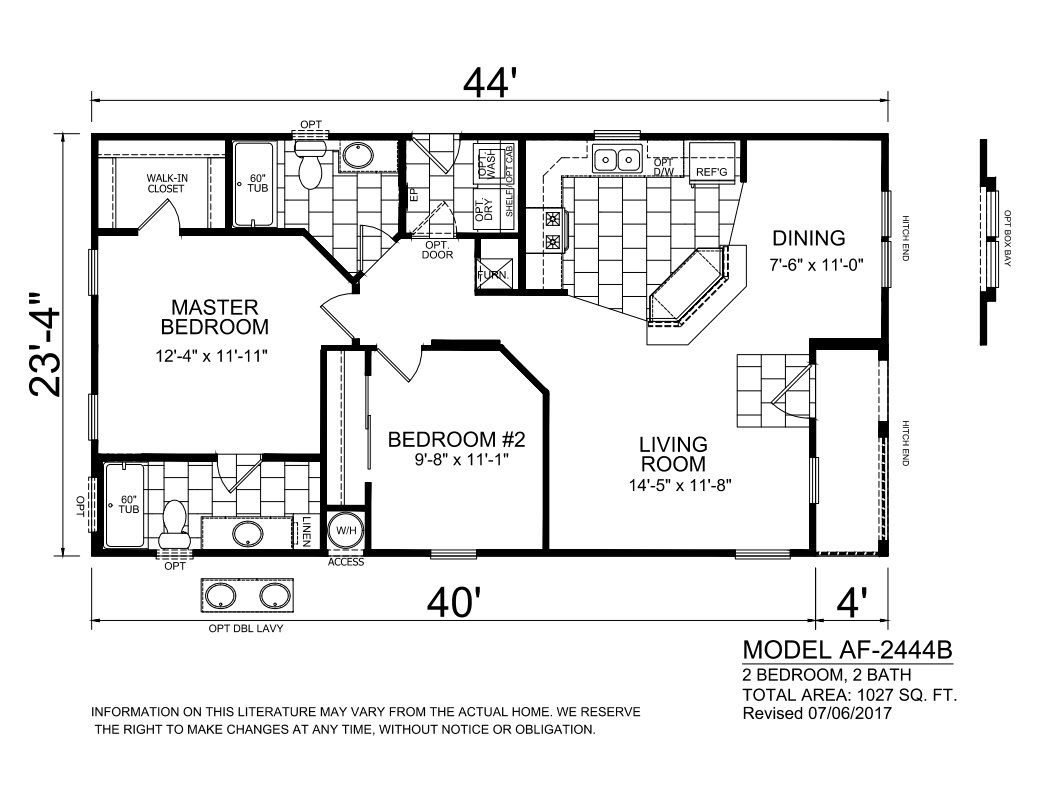 44'
OPT
WALK-IN
CLOSET
60"
TUB
EP
OPT.
WASH
OPT.
DRY
SHELF/OPT CAB
OPT
D/W
REF'G
OPT.
DOOR
FURN.
DINING
7'-6" x 11'-0"
HITCH END
OPT BOX BAY
23'-4"
MASTER
BEDROOM
12'-4" x 11'-11"
BEDROOM #2
9'-8" x 11'-1"
LIVING
ROOM
14'-5" x 11'-8"
HITCH END
OPT
60"
TUB
LINEN
W/H
OPT
ACCESS
OPT DBL LAVY
40'
4'
MODEL AF-2444B
2 BEDROOM, 2 BATH
TOTAL AREA: 1027 SQ. FT.
Revised 07/06/2017
INFORMATION ON THIS LITERATURE MAY VARY FROM THE ACTUAL HOME. WE RESERVE
THE RIGHT TO MAKE CHANGES AT ANY TIME, WITHOUT NOTICE OR OBLIGATION.